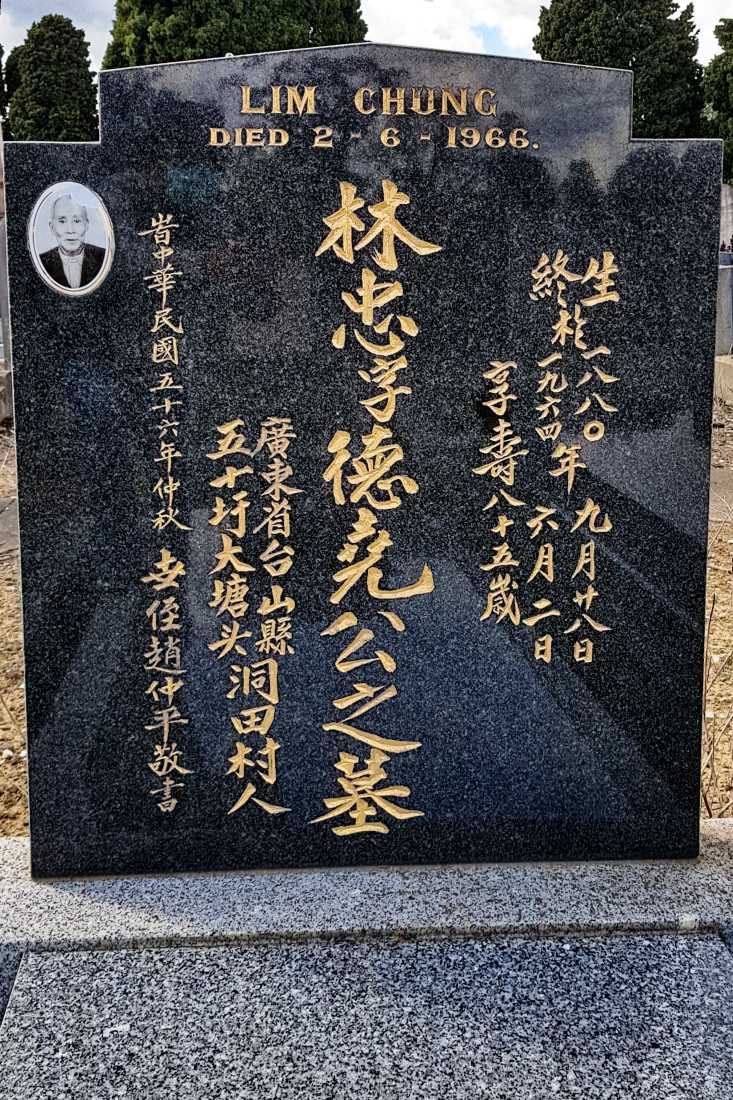 LIM CHUNG
DIED 2 - 6 - 1966.
生於一八八〇年九月廿八日
終於一九六四年六月二日
享壽八十五歲
林忠字德堯公之墓
廣東省台山縣
五十圩大塘头洞田村人
旹中華民國五十六年仲秋 世侄趙仲平敬書